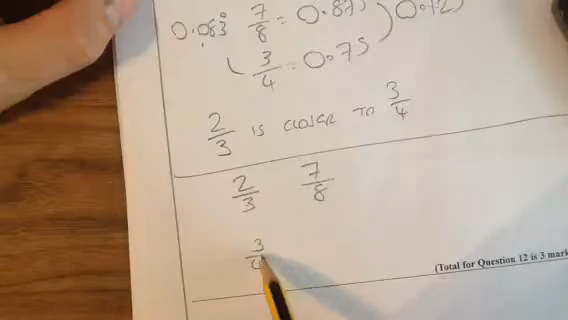 7/8 = 0.875 ) 0.125
0.083̇
( 3/4 = 0.75
2/3 IS CLOSER TO 3/4
2/3 7/8
3/4
(Total for Question 12 is 3 mark